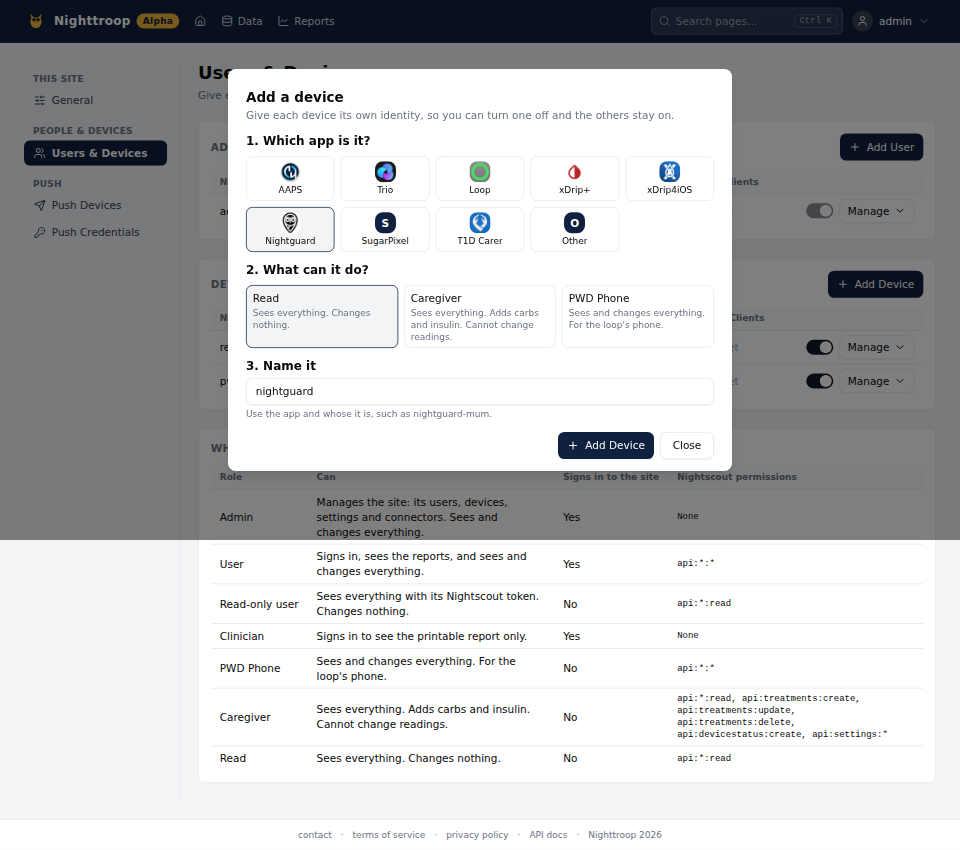 Nighttroop Alpha Data Reports Search pages... Ctrl K admin
THIS SITE
General
PEOPLE & DEVICES
Users & Devices
PUSH
Push Devices
Push Credentials
Add User
Manage
Add Device
Manage
Manage
Add a device
Give each device its own identity, so you can turn one off and the others stay on.
1. Which app is it?
AAPS Trio Loop xDrip+ xDrip4iOS
S O
Nightguard SugarPixel T1D Carer Other
2. What can it do?
Read Caregiver PWD Phone
Sees everything. Changes
nothing.
Sees everything. Adds carbs
and insulin. Cannot change
readings.
Sees and changes everything.
For the loop's phone.
3. Name it
nightguard
Use the app and whose it is, such as nightguard-mum.
Add Device Close
Role Can Signs in to the site Nightscout permissions
Admin
Manages the site: its users, devices,
settings and connectors. Sees and
changes everything.
Yes None
User
Signs in, sees the reports, and sees and
changes everything.
Yes api:*:*
Read-only user
Sees everything with its Nightscout token.
Changes nothing.
No api:*:read
Clinician Signs in to see the printable report only. Yes None
PWD Phone
Sees and changes everything. For the
loop's phone.
No api:*:*
Caregiver
Sees everything. Adds carbs and insulin.
Cannot change readings.
No
api:*:read, api:treatments:create,
api:treatments:update,
api:treatments:delete,
api:devicestatus:create, api:settings:*
Read Sees everything. Changes nothing. No api:*:read
contact · terms of service · privacy policy · API docs · Nighttroop 2026